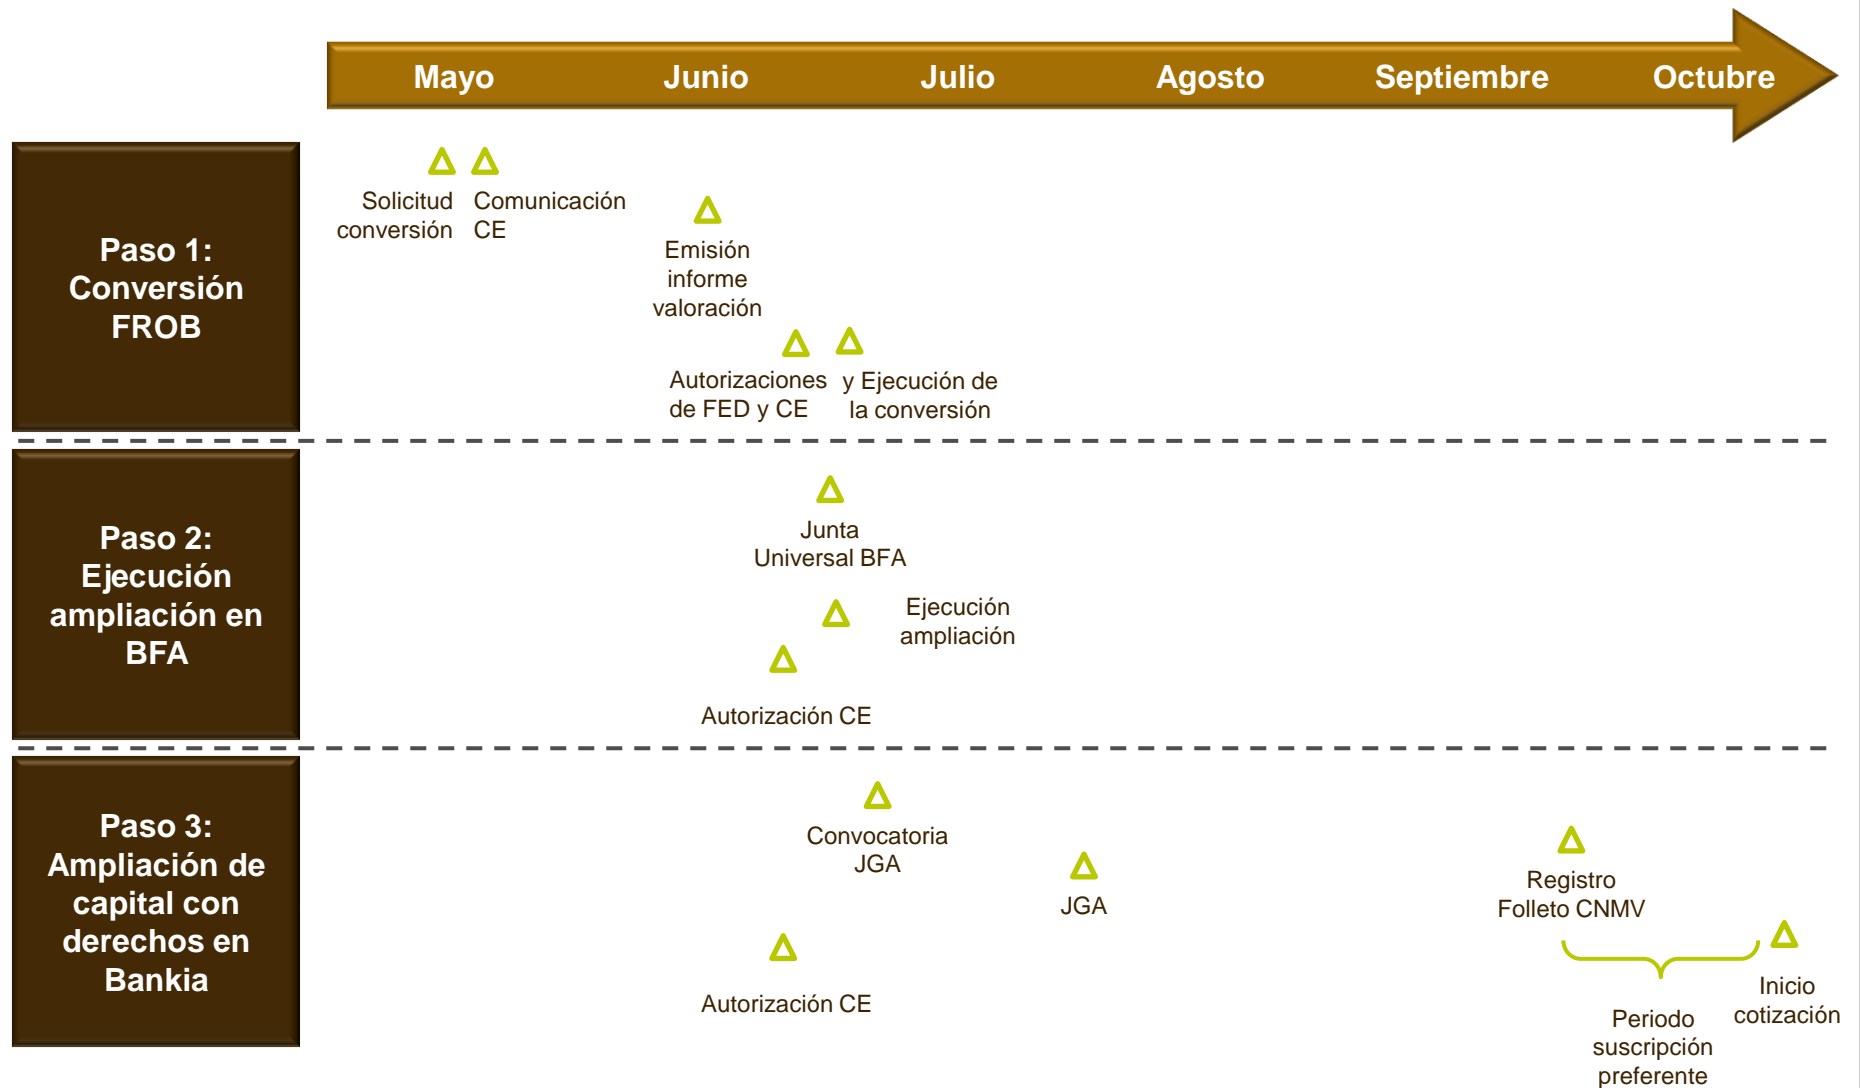 Mayo Junio Julio Agosto Septiembre Octubre
Paso 1:
Conversión
FROB
Solicitud
conversión
Comunicación
CE
Emisión
informe
valoración
Autorizaciones
de FED y CE
y Ejecución de
la conversión
Paso 2:
Ejecución
ampliación en
BFA
Junta
Universal BFA
Ejecución
ampliación
Autorización CE
Paso 3:
Ampliación de
capital con
derechos en
Bankia
Convocatoria
JGA
JGA
Autorización CE
Registro
Folleto CNMV
Inicio
cotización
Periodo
suscripción
preferente